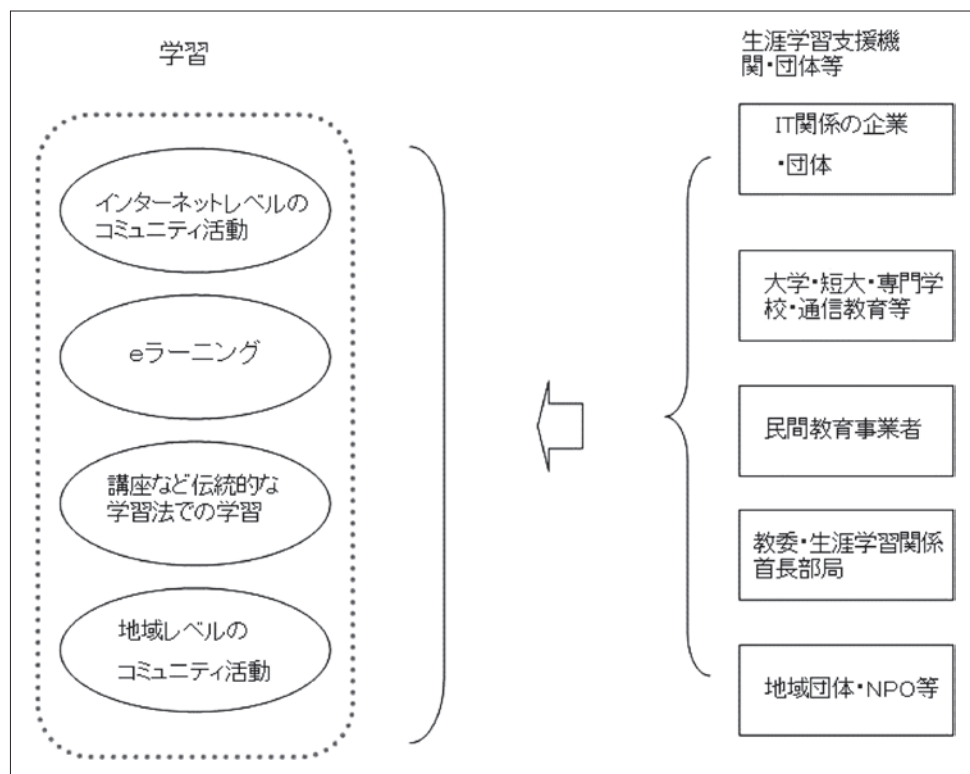 学習
インターネットレベルの
コミュニティ活動
eラーニング
講座など伝統的な
学習法での学習
地域レベルの
コミュニティ活動
生涯学習支援機
関・団体等
IT関係の企業
・団体
大学・短大・専門学
校・通信教育等
民間教育事業者
教委・生涯学習関係
首長部局
地域団体・NPO等